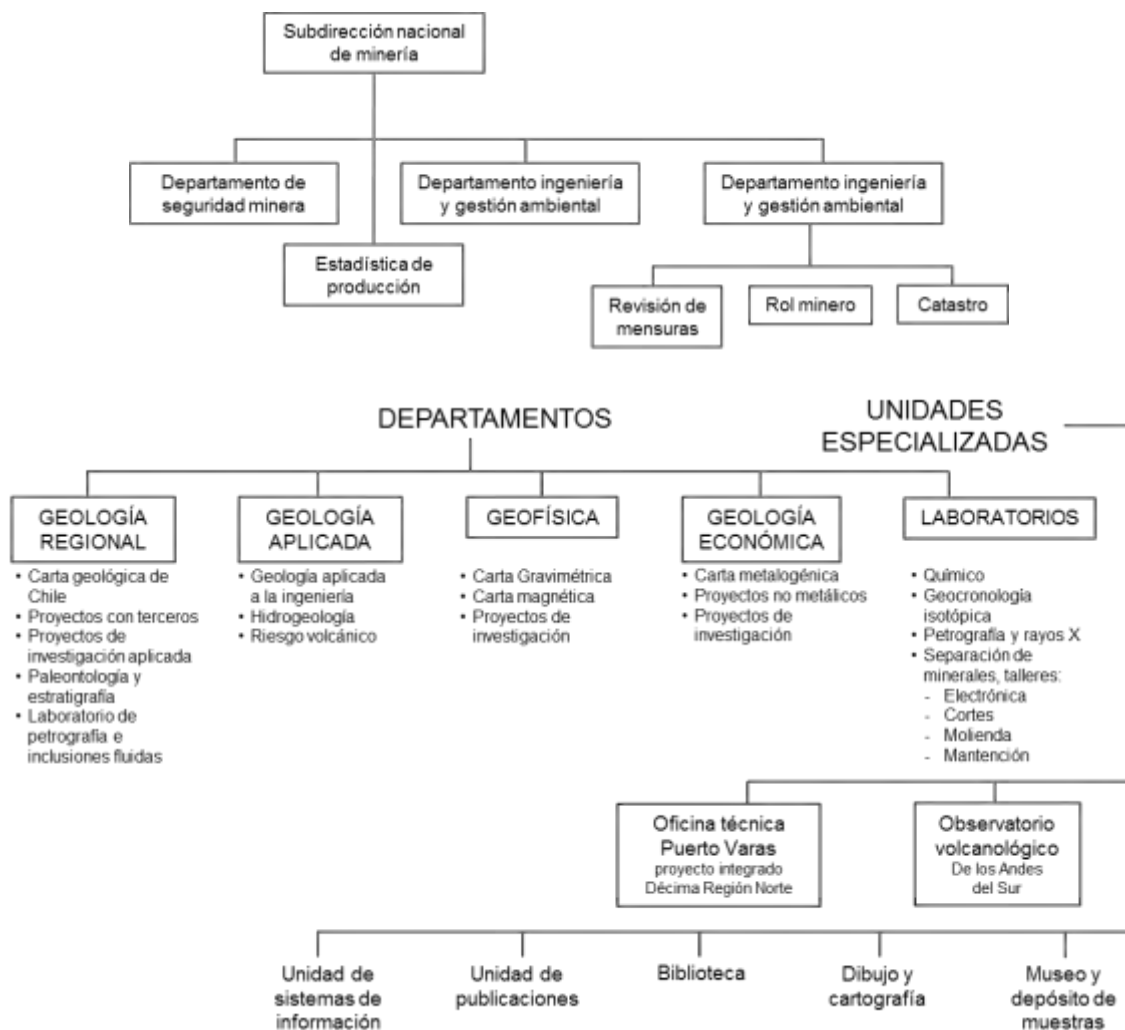 Subdirección nacional
de minería
Departamento de
seguridad minera
Departamento ingeniería
y gestión ambiental
Departamento ingeniería
y gestión ambiental
Estadística de
producción
Revisión de
mensuras
Rol minero
Catastro
DEPARTAMENTOS
UNIDADES
ESPECIALIZADAS
GEOLOGÍA
REGIONAL
• Carta geológica de
Chile
• Proyectos con terceros
• Proyectos de
investigación aplicada
• Paleontología y
estratigrafía
• Laboratorio de
petrografía e
inclusiones fluidas
GEOLOGÍA
APLICADA
• Geología aplicada
a la ingeniería
• Hidrogeología
• Riesgo volcánico
GEOFÍSICA
• Carta Gravimétrica
• Carta magnética
• Proyectos de
investigación
GEOLOGÍA
ECONÓMICA
• Carta metalogénica
• Proyectos no metálicos
• Proyectos de
investigación
LABORATORIOS
• Químico
• Geocronología
isotópica
• Petrografía y rayos X
• Separación de
minerales, talleres:
- Electrónica
- Cortes
- Molienda
- Mantención
Oficina técnica
Puerto Varas
proyecto integrado
Décima Región Norte
Observatorio
volcanológico
De los Andes
del Sur
Unidad de
sistemas de
información
Unidad de
publicaciones
Biblioteca
Dibujo y
cartografía
Museo y
depósito de
muestras